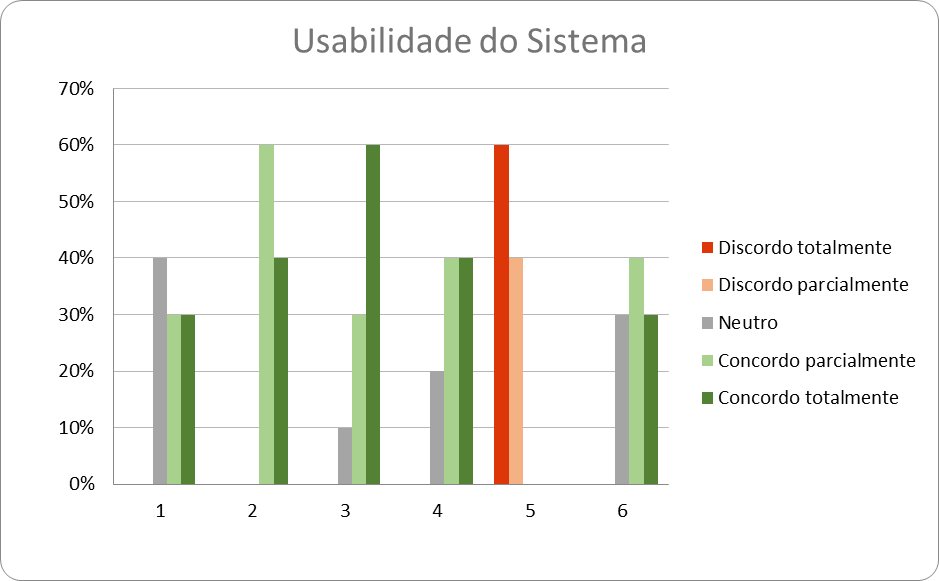 Usabilidade do Sistema
70%
60%
50%
40%
30%
20%
10%
0%
1 2 3 4 5 6
Discordo totalmente
Discordo parcialmente
Neutro
Concordo parcialmente
Concordo totalmente